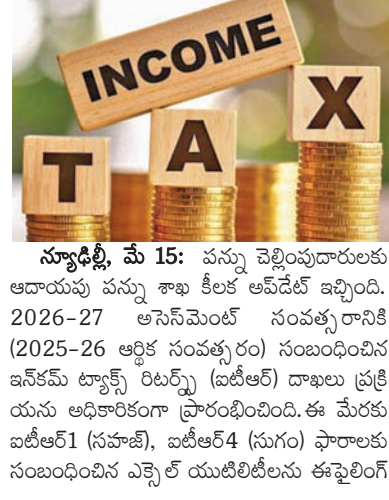 INCOME
TAX
న్యూఢిల్లీ, మే 15: పన్ను చెల్లింపుదారులకు
ఆదాయపు పన్ను శాఖ కీలక అప్‌డేట్ ఇచ్చింది.
2026-27 అసెస్‌మెంట్ సంవత్సరానికి
(2025-26 ఆర్థిక సంవత్సరం) సంబంధించిన
ఇన్‌కమ్ ట్యాక్స్ రిటర్న్స్ (ఐటీఆర్) దాఖలు ప్రక్రి
యను అధికారికంగా ప్రారంభించింది. ఈ మేరకు
ఐటీఆర్1 (సహజ్), ఐటీఆర్4 (సుగం) ఫారాలకు
సంబంధించిన ఎక్సెల్ యుటిలిటీలను ఈఫైలింగ్